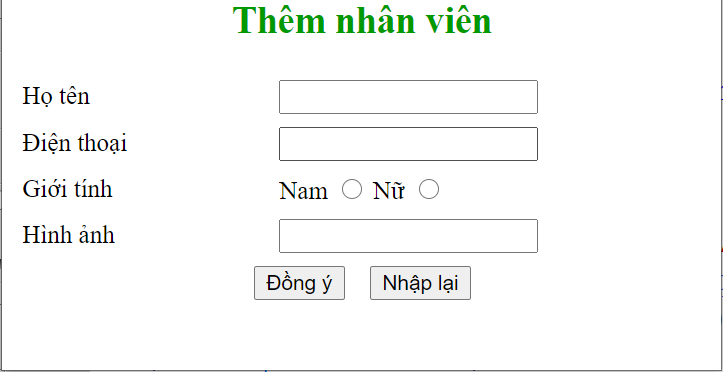 Thêm nhân viên
Họ tên
Điện thoại
Giới tính Nam Nữ
Hình ảnh
Đồng ý Nhập lại